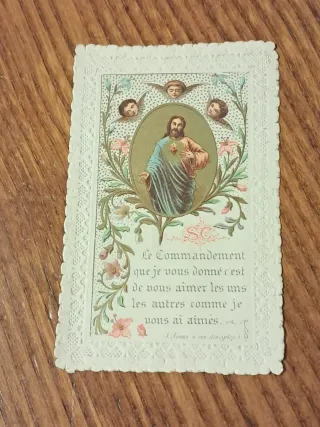 SC
Le Commandement
que je vous donne c'est
de vous aimer les uns
les autres comme je
vous ai aimés.